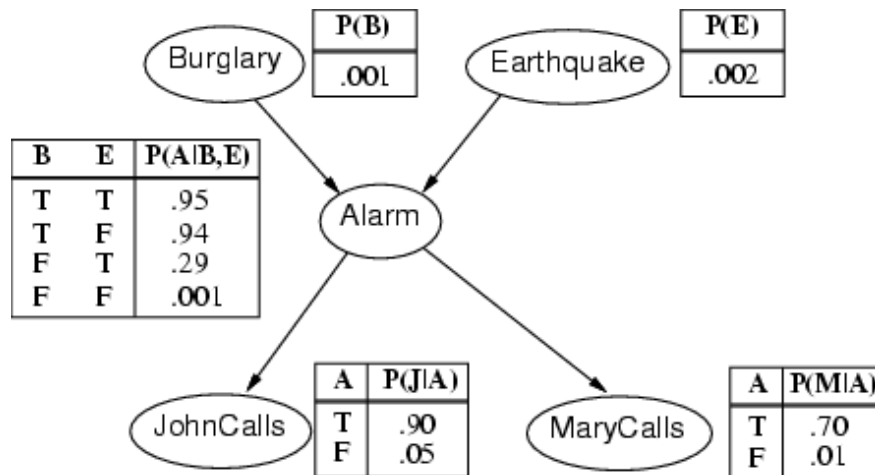 P(B)
.001
Burglary
P(E)
.002
Earthquake
B E P(A|B,E)
T T .95
T F .94
F T .29
F F .001
Alarm
JohnCalls
A P(J|A)
T .90
F .05
MaryCalls
A P(M|A)
T .70
F .01